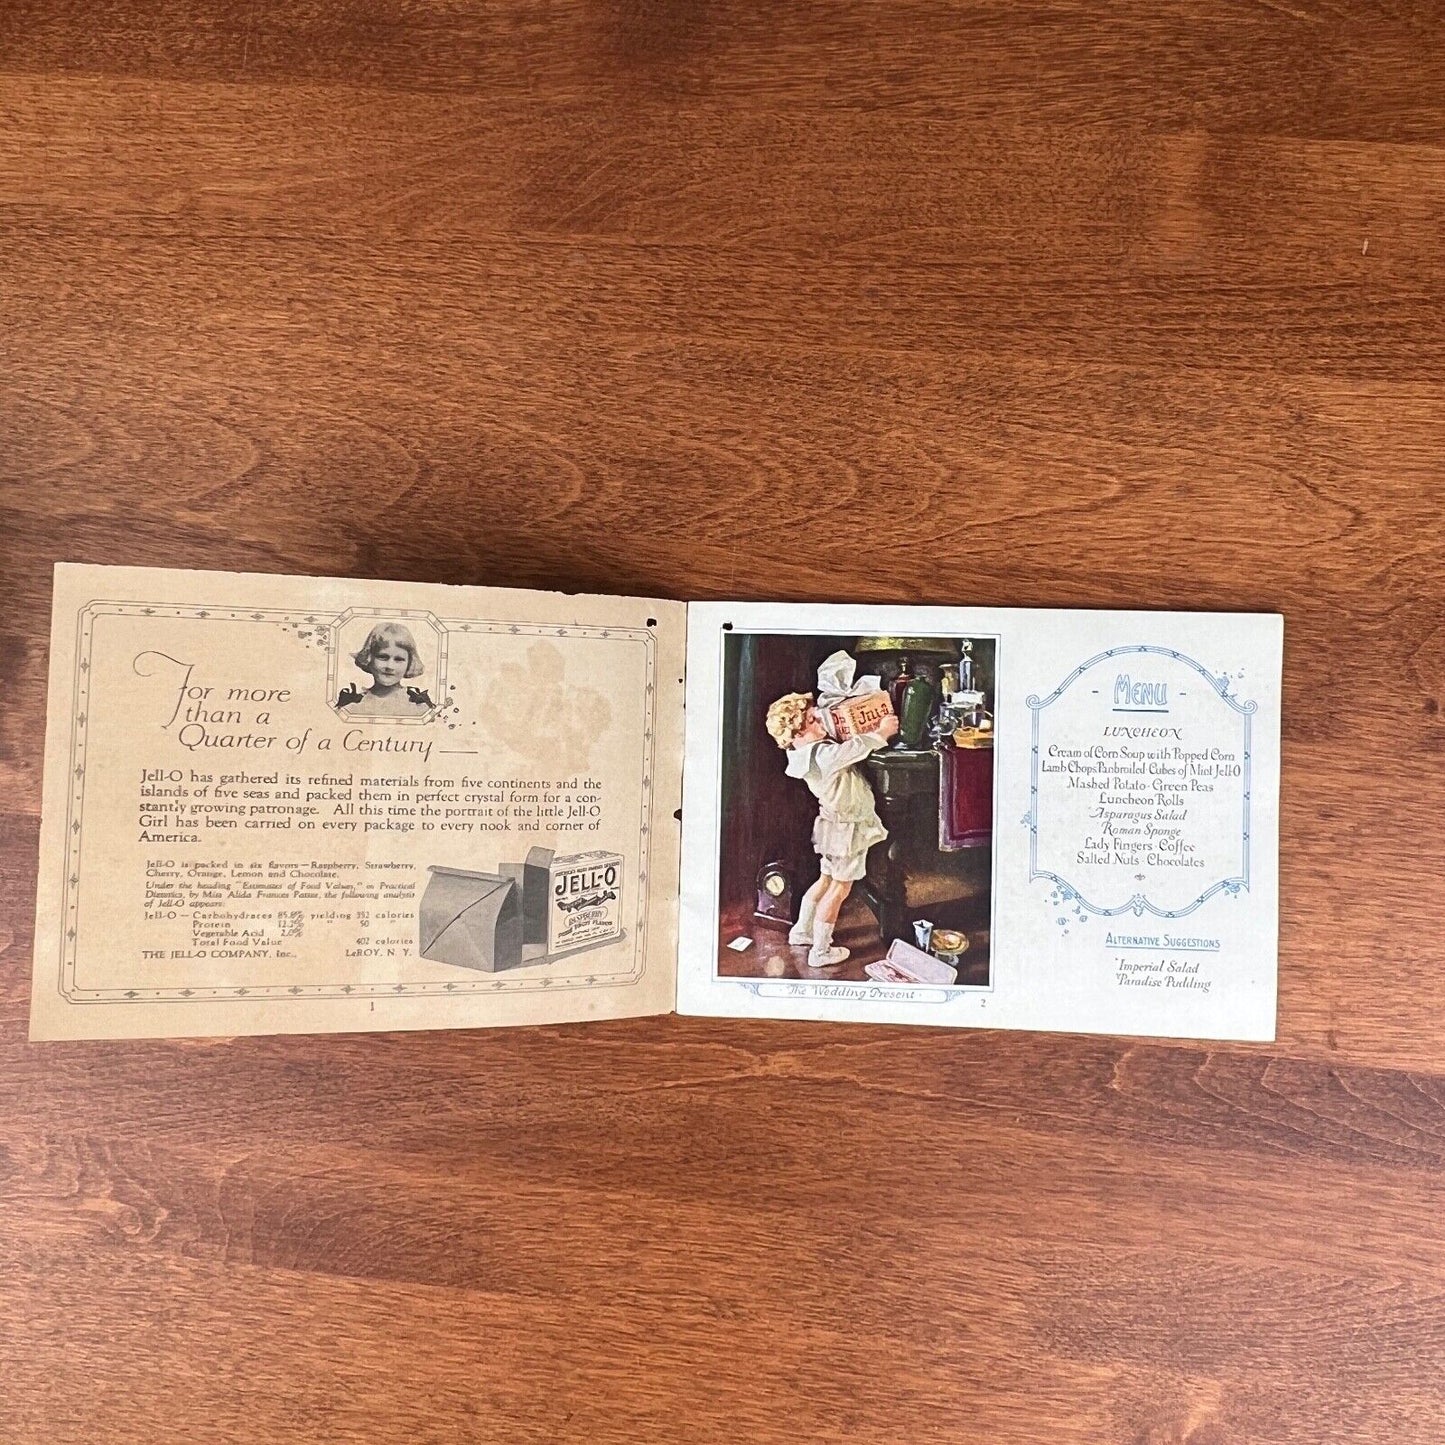 For more
than a
Quarter of a Century
Jell-O has gathered its refined materials from five continents and the
islands of five seas and packed them in perfect crystal form for a con-
stantly growing patronage. All this time the portrait of the little Jell-O
Girl has been carried on every package to every nook and corner of
America.
Jell-O is packed in six flavors—Raspberry, Strawberry,
Cherry, Orange, Lemon and Chocolate.
Under the heading "Estimates of Food Values," in Practical
Dietetics, by Miss Alida Frances Pattee, the following analysis
of Jell-O appears:
Jell-O — Carbohydrates 85.8% yielding 352 calories
Protein 12.2% " 50
Vegetable Acid 2.0%
Total Food Value 402 calories
THE JELL-O COMPANY, Inc., LeROY, N. Y.
JELL-O
RASPBERRY
1
JELL-O
The Wedding Present
2
- MENU -
LUNCHEON
Cream of Corn Soup with Popped Corn
Lamb Chops Panbroiled - Cubes of Mint Jell-O
Mashed Potato - Green Peas
Luncheon Rolls
*Asparagus Salad
*Roman Sponge
Lady Fingers - Coffee
Salted Nuts - Chocolates
ALTERNATIVE SUGGESTIONS
*Imperial Salad
*Paradise Pudding